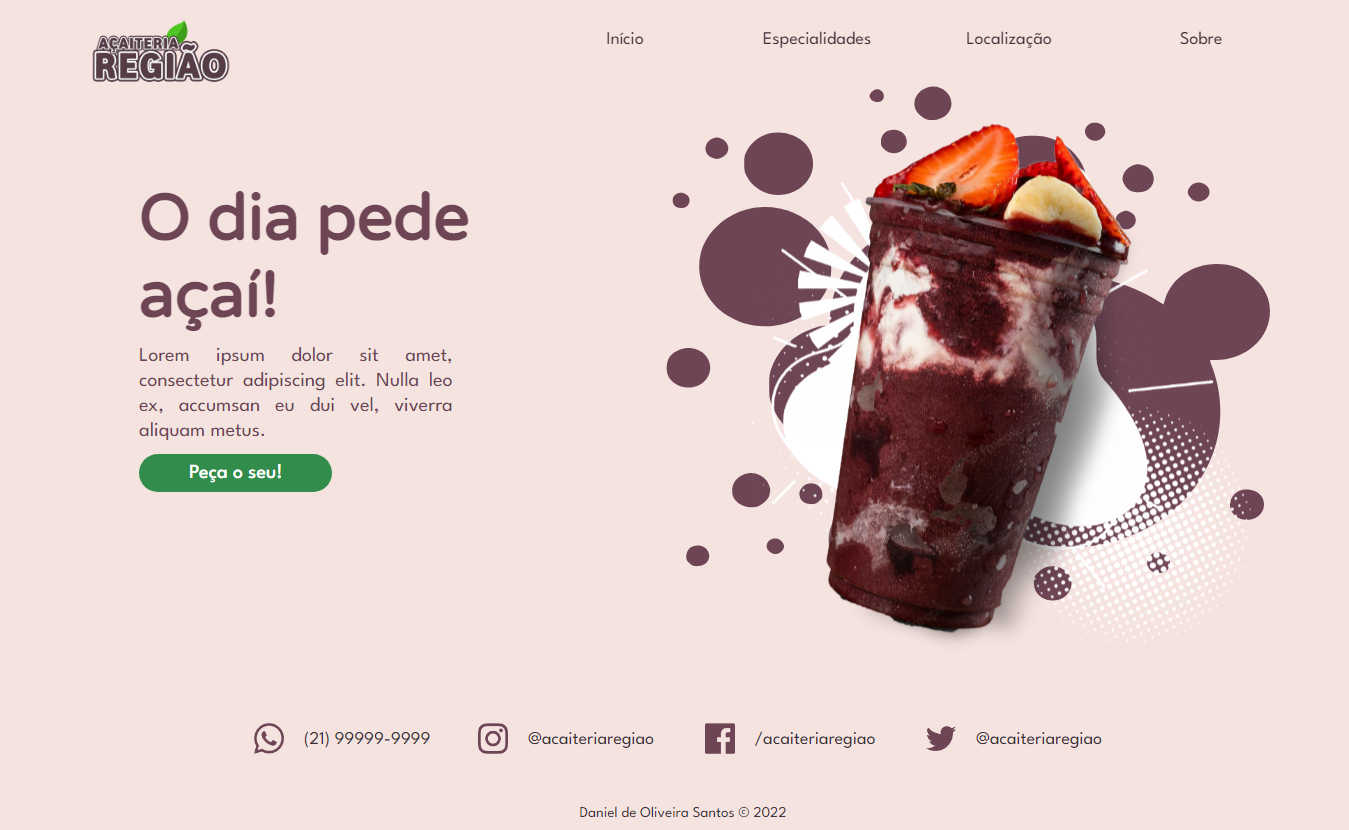 AÇAITERIA
REGIÃO
Início Especialidades Localização Sobre
O dia pede
açaí!
Lorem ipsum dolor sit amet,
consectetur adipiscing elit. Nulla leo
ex, accumsan eu dui vel, viverra
aliquam metus.
Peça o seu!
(21) 99999-9999 @acaiteriaregiao /acaiteriaregiao @acaiteriaregiao
Daniel de Oliveira Santos © 2022